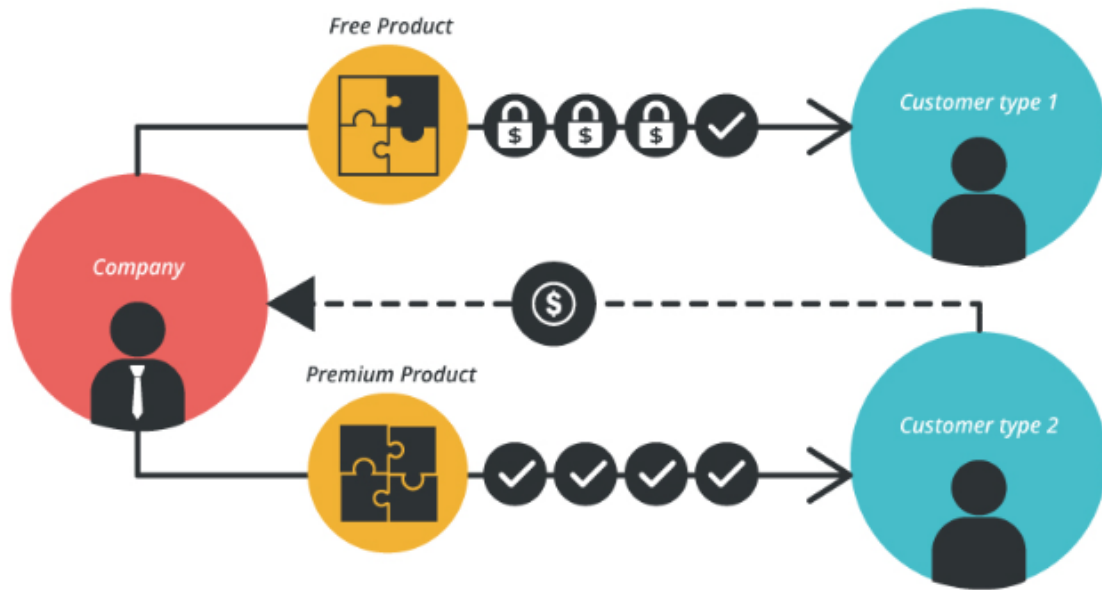 Free Product
$
$
$
Customer type 1
Company
$
Premium Product
Customer type 2